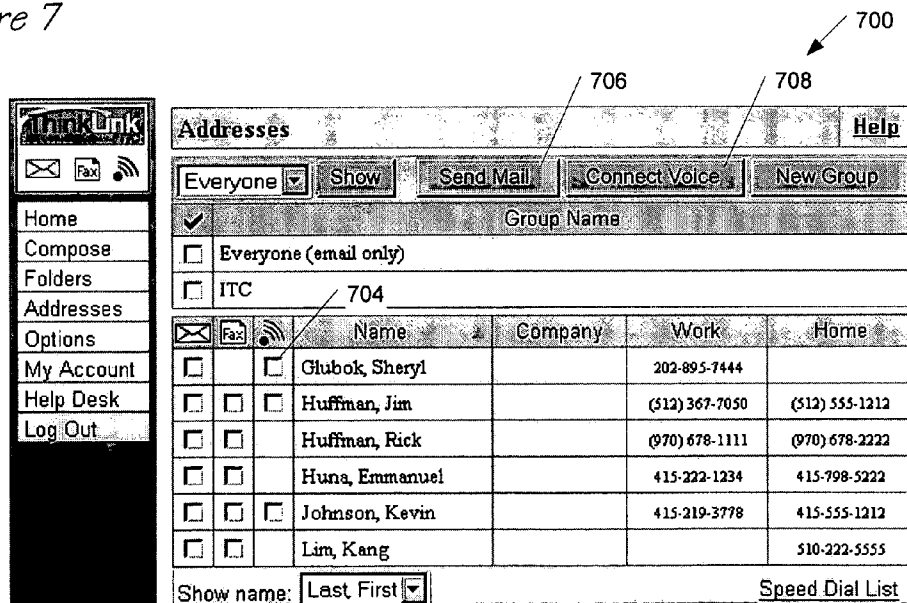 re 7
700
706 708
ThinkLink
Fax
Home
Compose
Folders
Addresses
Options
My Account
Help Desk
Log Out
Addresses Help
Everyone Show Send Mail Connect Voice New Group
Group Name
Everyone (email only)
ITC
704
Fax Name Company Work Home
Glubok, Sheryl 202-895-7444
Huffman, Jim (512) 367-7050 (512) 555-1212
Huffman, Rick (970) 678-1111 (970) 678-2222
Huna, Emmanuel 415-222-1234 415-798-5222
Johnson, Kevin 415-219-3778 415-555-1212
Lim, Kang 510-222-5555
Show name: Last, First Speed Dial List